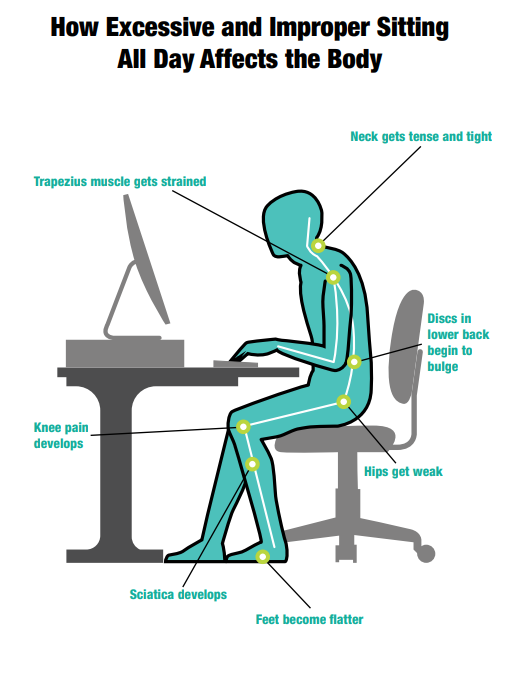 How Excessive and Improper Sitting
All Day Affects the Body
Neck gets tense and tight
Trapezius muscle gets strained
Discs in
lower back
begin to
bulge
Knee pain
develops
Hips get weak
Sciatica develops
Feet become flatter